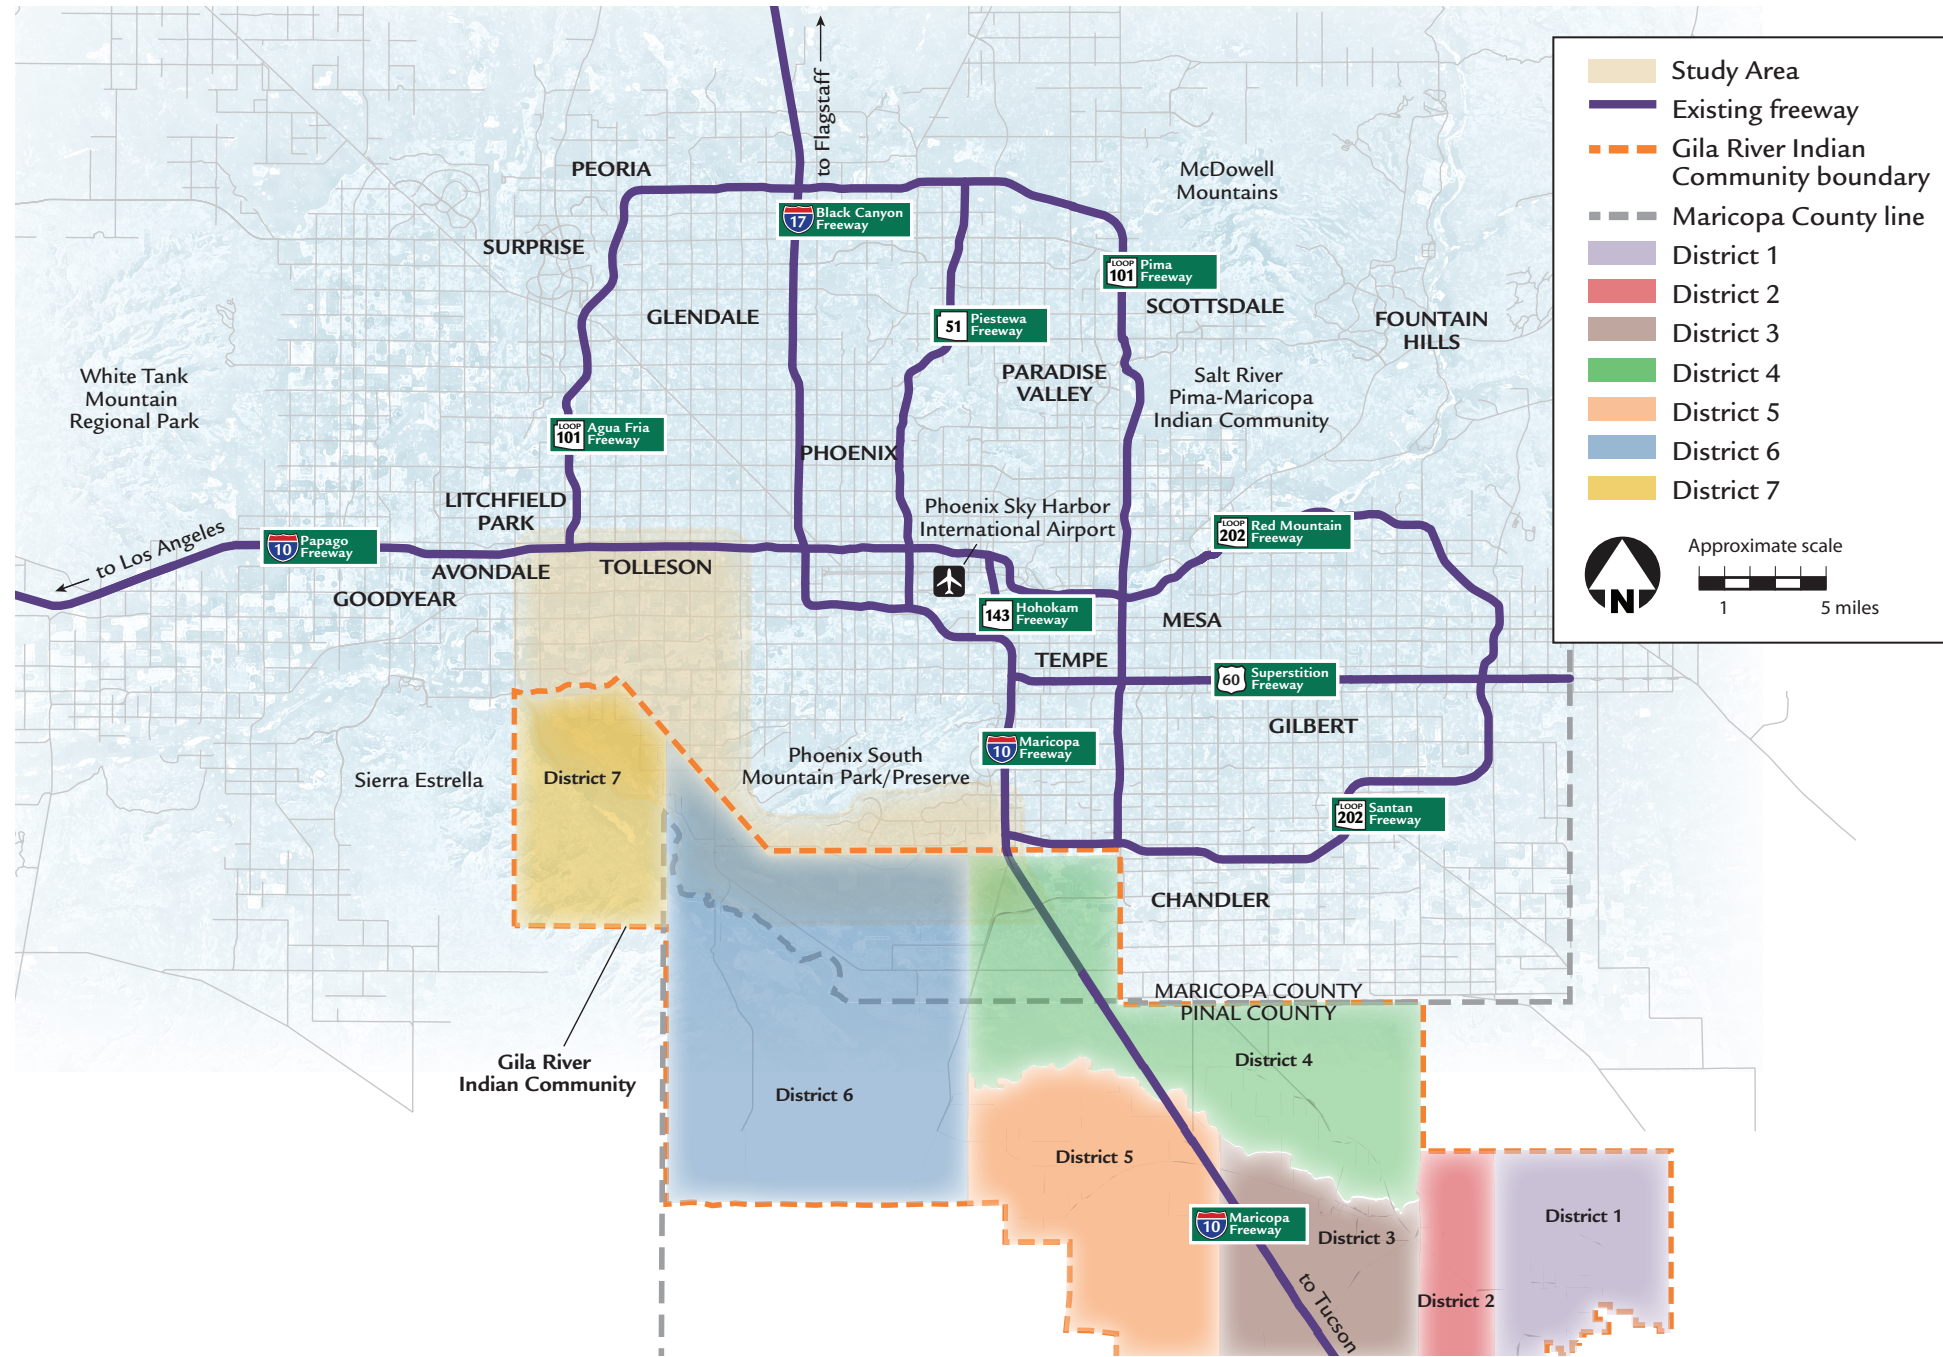 to Flagstaff
PEORIA
McDowell
Mountains
17
Black Canyon
Freeway
SURPRISE
LOOP
101
Pima
Freeway
GLENDALE
51
Piestewa
Freeway
SCOTTSDALE
FOUNTAIN
HILLS
White Tank
Mountain
Regional Park
PARADISE
VALLEY
Salt River
Pima-Maricopa
Indian Community
LOOP
101
Agua Fria
Freeway
PHOENIX
LITCHFIELD
PARK
Phoenix Sky Harbor
International Airport
LOOP
202
Red Mountain
Freeway
to Los Angeles
10
Papago
Freeway
AVONDALE
TOLLESON
GOODYEAR
143
Hohokam
Freeway
MESA
TEMPE
60
Superstition
Freeway
GILBERT
10
Maricopa
Freeway
Phoenix South
Mountain Park/Preserve
Sierra Estrella
District 7
LOOP
202
Santan
Freeway
CHANDLER
MARICOPA COUNTY
PINAL COUNTY
Gila River
Indian Community
District 4
District 6
District 5
10
Maricopa
Freeway
District 3
District 1
District 2
to Tucson
Study Area
Existing freeway
Gila River Indian
Community boundary
Maricopa County line
District 1
District 2
District 3
District 4
District 5
District 6
District 7
N
Approximate scale
1
5 miles